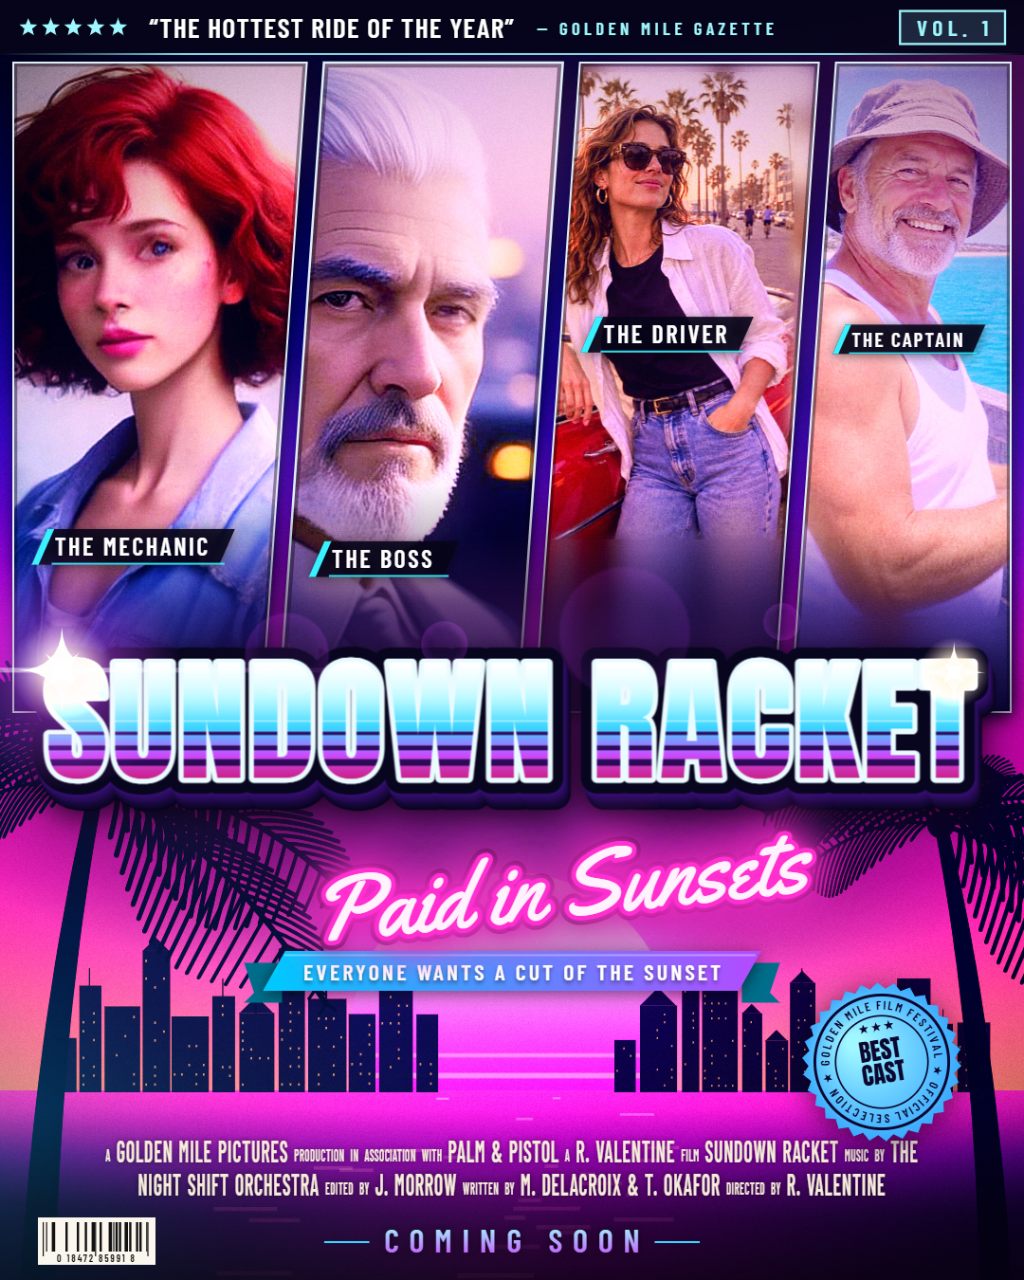 ★★★★★ “THE HOTTEST RIDE OF THE YEAR” – GOLDEN MILE GAZETTE
VOL. 1
THE MECHANIC
THE BOSS
THE DRIVER
THE CAPTAIN
SUNDOWN RACKET
Paid in Sunsets
EVERYONE WANTS A CUT OF THE SUNSET
GOLDEN MILE FILM FESTIVAL
★★★
BEST
CAST
★ OFFICIAL SELECTION ★
A GOLDEN MILE PICTURES PRODUCTION IN ASSOCIATION WITH PALM & PISTOL A R. VALENTINE FILM SUNDOWN RACKET MUSIC BY THE
NIGHT SHIFT ORCHESTRA EDITED BY J. MORROW WRITTEN BY M. DELACROIX & T. OKAFOR DIRECTED BY R. VALENTINE
COMING SOON
0 18472 85991 8